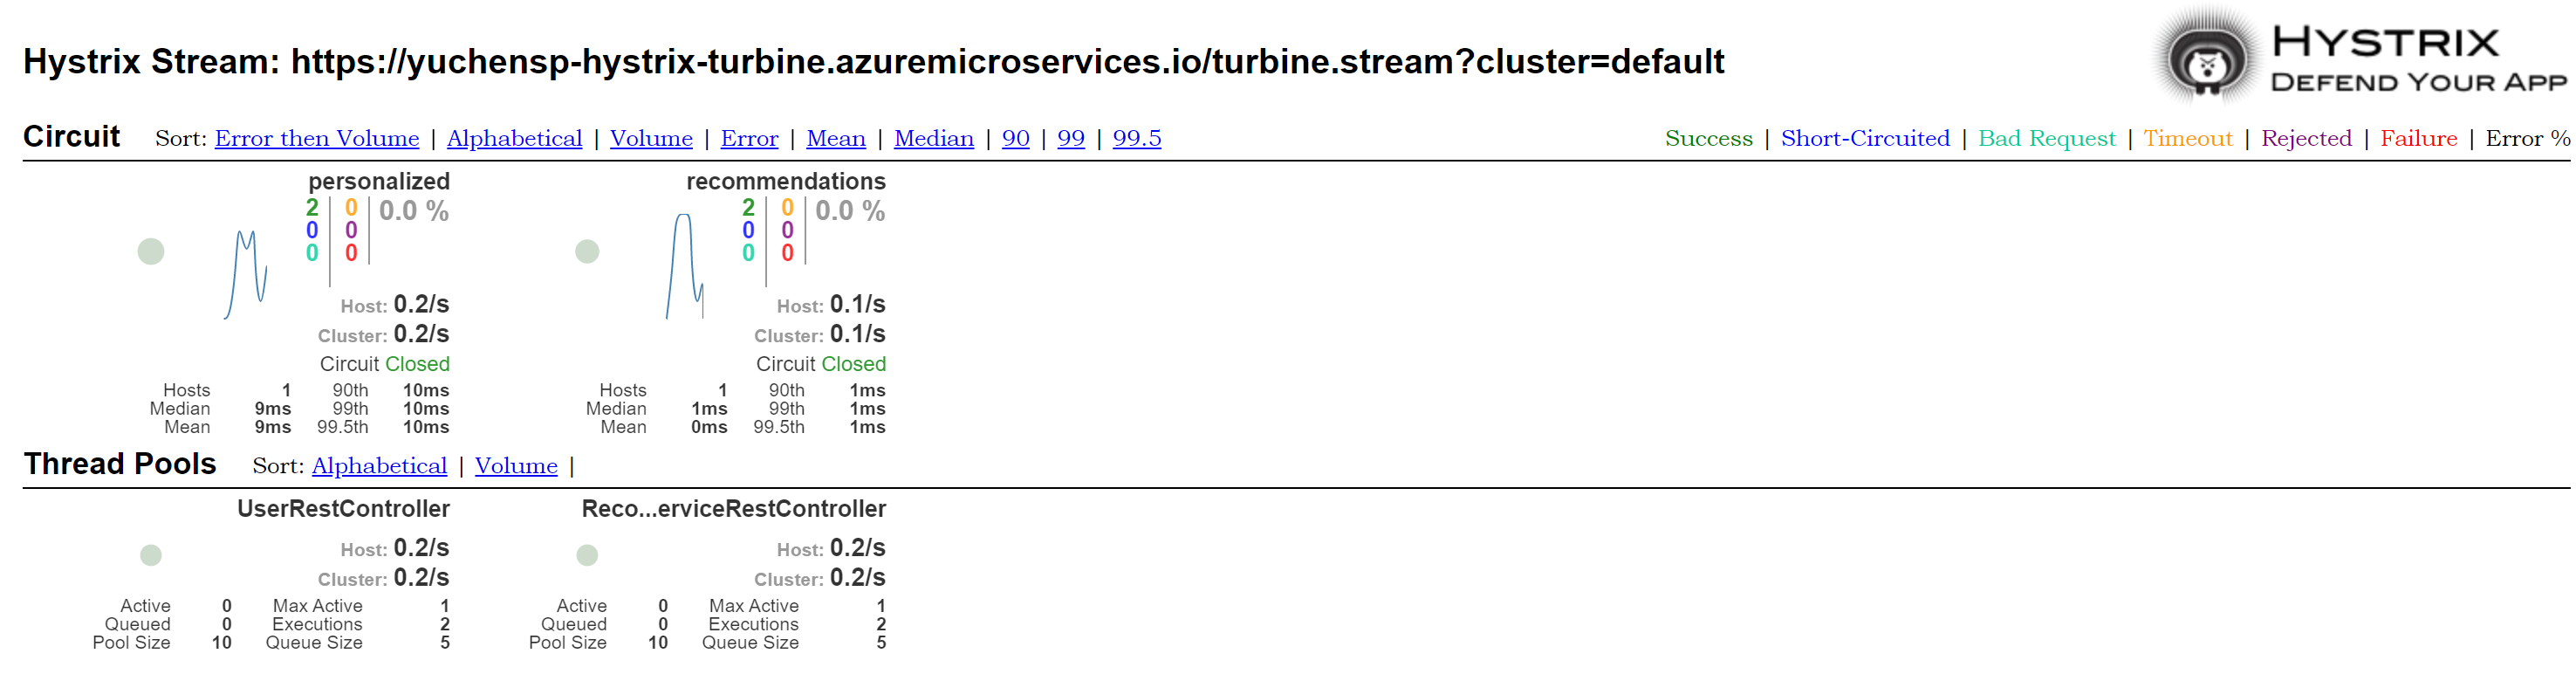 Hystrix Stream: https://yuchensp-hystrix-turbine.azuremicroservices.io/turbine.stream?cluster=default
HYSTRIX
DEFEND YOUR APP
Circuit Sort: Error then Volume | Alphabetical | Volume | Error | Mean | Median | 90 | 99 | 99.5
Success | Short-Circuited | Bad Request | Timeout | Rejected | Failure | Error %
personalized
2 0 0.0 %
0 0
0 0
Host: 0.2/s
Cluster: 0.2/s
Circuit Closed
Hosts 1 90th 10ms
Median 9ms 99th 10ms
Mean 9ms 99.5th 10ms
recommendations
2 0 0.0 %
0 0
0 0
Host: 0.1/s
Cluster: 0.1/s
Circuit Closed
Hosts 1 90th 1ms
Median 1ms 99th 1ms
Mean 0ms 99.5th 1ms
Thread Pools Sort: Alphabetical | Volume |
UserRestController
Host: 0.2/s
Cluster: 0.2/s
Active 0 Max Active 1
Queued 0 Executions 2
Pool Size 10 Queue Size 5
Reco...erviceRestController
Host: 0.2/s
Cluster: 0.2/s
Active 0 Max Active 1
Queued 0 Executions 2
Pool Size 10 Queue Size 5